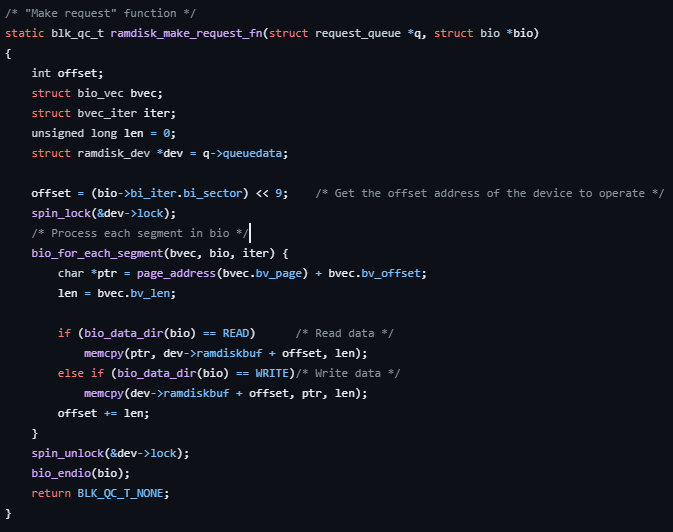 /* "Make request" function */
static blk_qc_t ramdisk_make_request_fn(struct request_queue *q, struct bio *bio)
{
    int offset;
    struct bio_vec bvec;
    struct bvec_iter iter;
    unsigned long len = 0;
    struct ramdisk_dev *dev = q->queuedata;

    offset = (bio->bi_iter.bi_sector) << 9;    /* Get the offset address of the device to operate */
    spin_lock(&dev->lock);
    /* Process each segment in bio */
    bio_for_each_segment(bvec, bio, iter) {
        char *ptr = page_address(bvec.bv_page) + bvec.bv_offset;
        len = bvec.bv_len;

        if (bio_data_dir(bio) == READ)      /* Read data */
            memcpy(ptr, dev->ramdiskbuf + offset, len);
        else if (bio_data_dir(bio) == WRITE)/* Write data */
            memcpy(dev->ramdiskbuf + offset, ptr, len);
        offset += len;
    }
    spin_unlock(&dev->lock);
    bio_endio(bio);
    return BLK_QC_T_NONE;
}